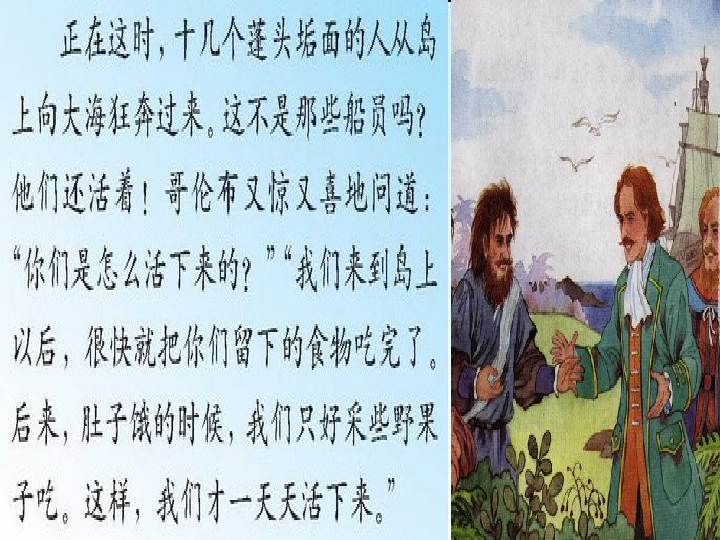 正在这时，十几个蓬头垢面的人从岛
上向大海狂奔过来。这不是那些船员吗？
他们还活着！哥伦布又惊又喜地问道：
“你们是怎么活下来的？”“我们来到岛上
以后，很快就把你们留下的食物吃完了。
后来，肚子饿的时候，我们只好采些野果
子吃。这样，我们才一天天活下来。”